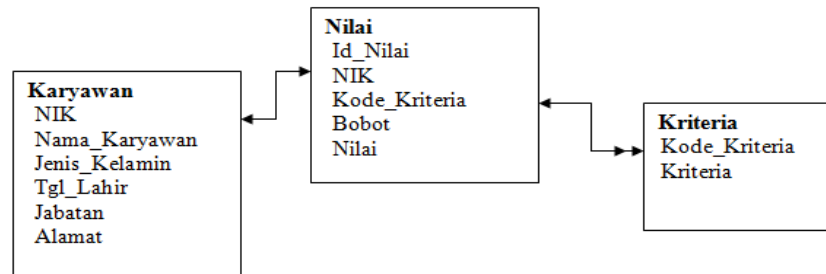 Karyawan
NIK
Nama_Karyawan
Jenis_Kelamin
Tgl_Lahir
Jabatan
Alamat
Nilai
Id_Nilai
NIK
Kode_Kriteria
Bobot
Nilai
Kriteria
Kode_Kriteria
Kriteria